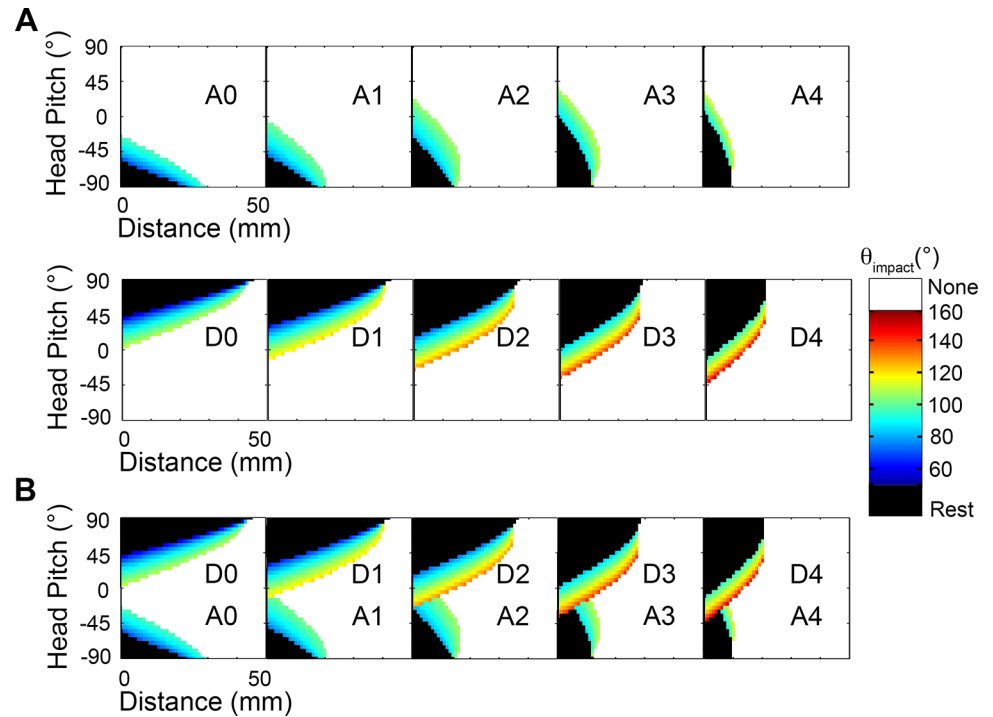 A
Head Pitch (°)
90
45
0
-45
-90
A0
A1
A2
A3
A4
0
50
Distance (mm)
Head Pitch (°)
90
45
0
-45
-90
D0
D1
D2
D3
D4
0
50
Distance (mm)
θimpact(°)
None
160
140
120
100
80
60
Rest
B
Head Pitch (°)
90
45
0
-45
-90
D0
D1
D2
D3
D4
A0
A1
A2
A3
A4
0
50
Distance (mm)